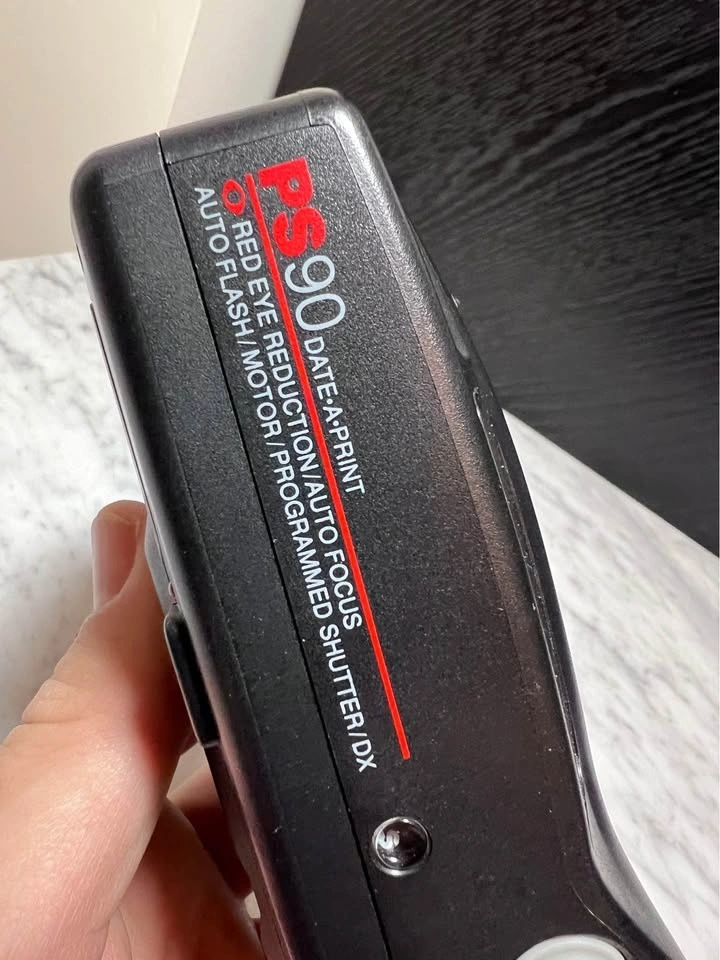 PS90 DATE·A·PRINT
RED EYE REDUCTION/AUTO FOCUS
AUTO FLASH/MOTOR/PROGRAMMED SHUTTER/DX